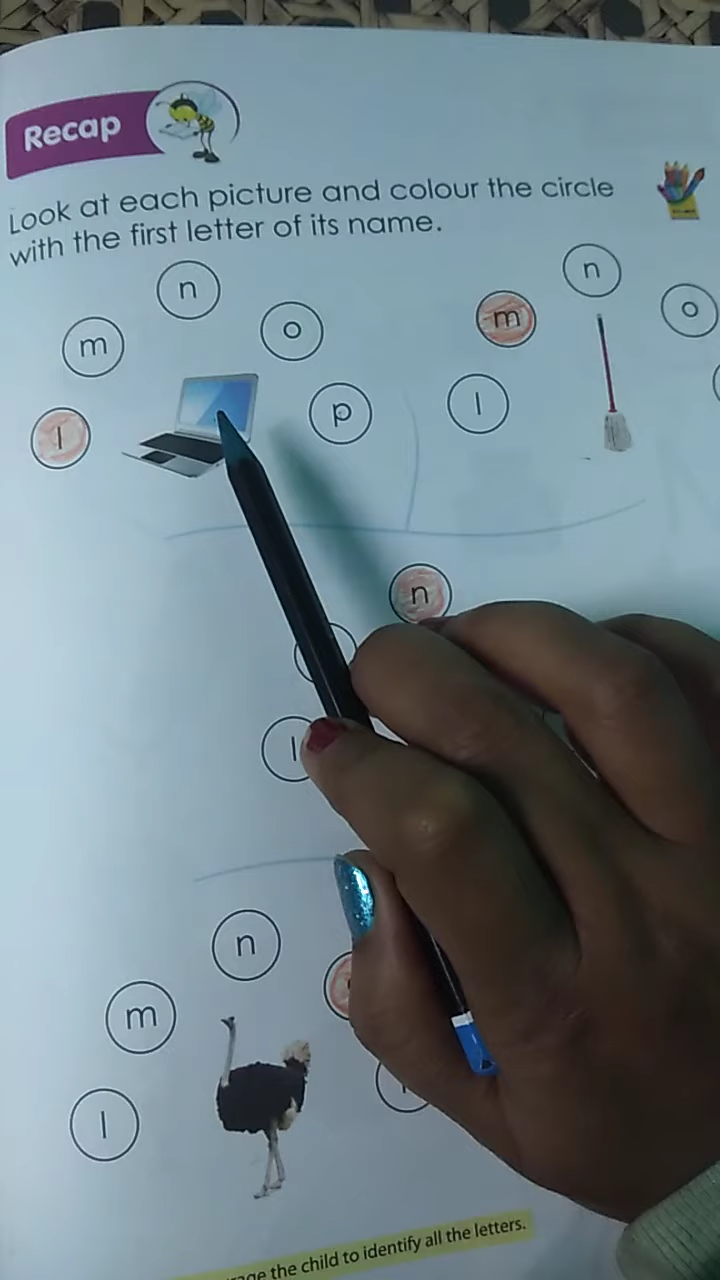 Recap
Look at each picture and colour the circle
with the first letter of its name.
n
m
o
l
p
n
m
o
l
n
l
n
m
l
the child to identify all the letters.